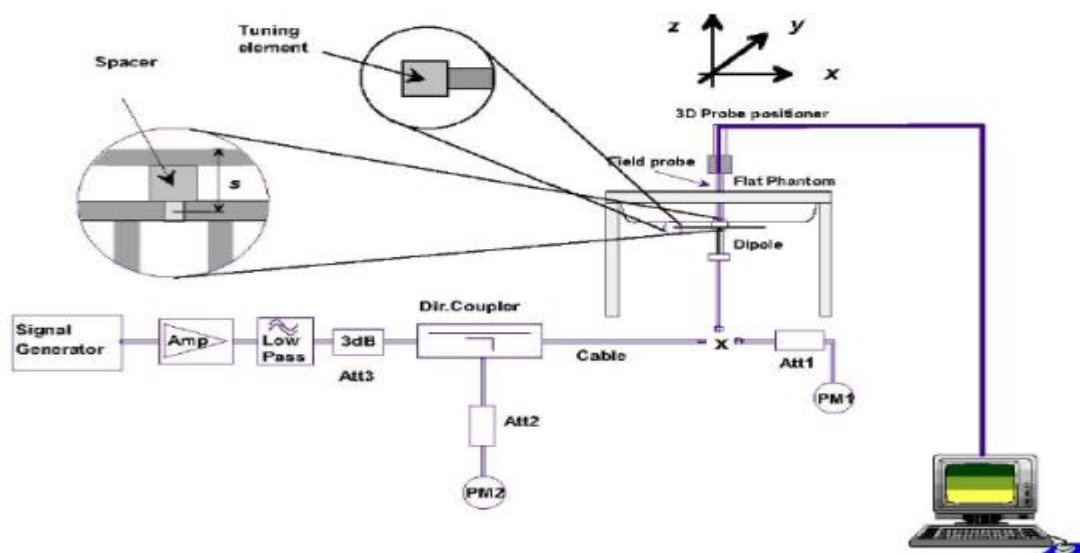 Tuning
element
Spacer
z
y
x
3D Probe positioner
Field probe
s
Flat Phantom
Dipole
Dir.Coupler
Signal
Generator
Amp
Low
Pass
3dB
Cable
x
Att3
Att1
PM1
Att2
PM2